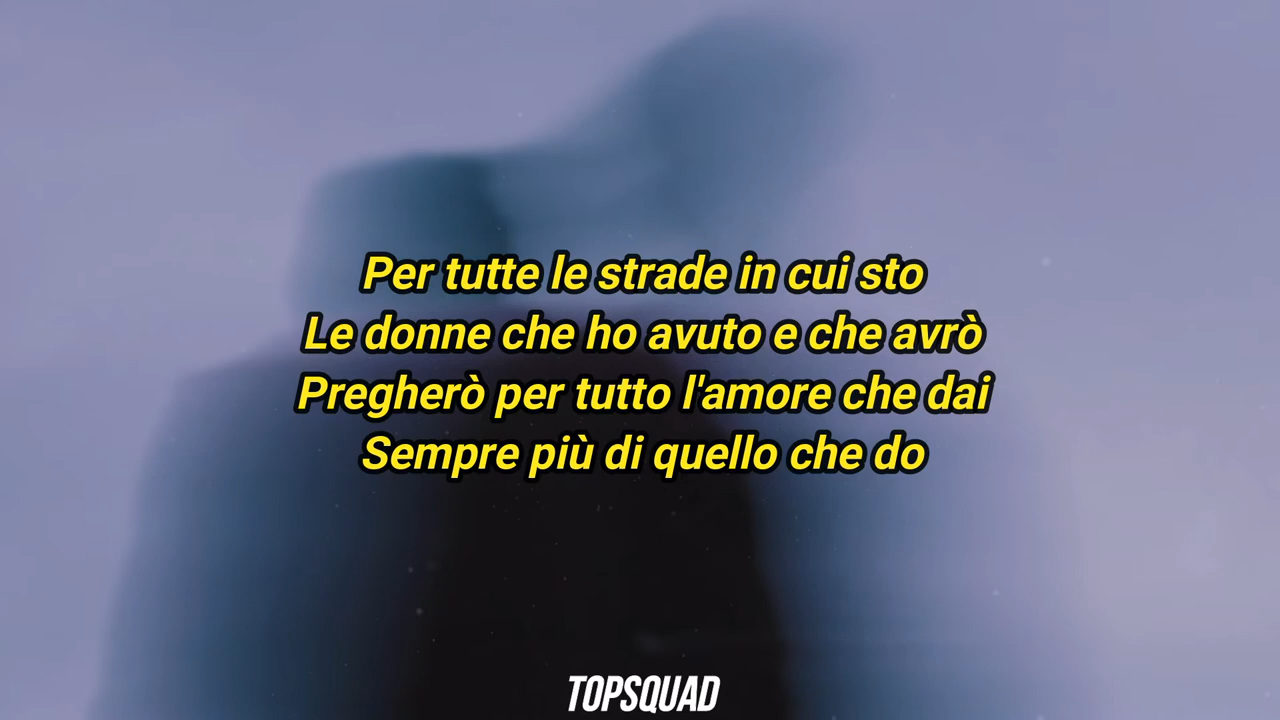 Per tutte le strade in cui sto
Le donne che ho avuto e che avrò
Pregherò per tutto l'amore che dai
Sempre più di quello che do
TOPSQUAD